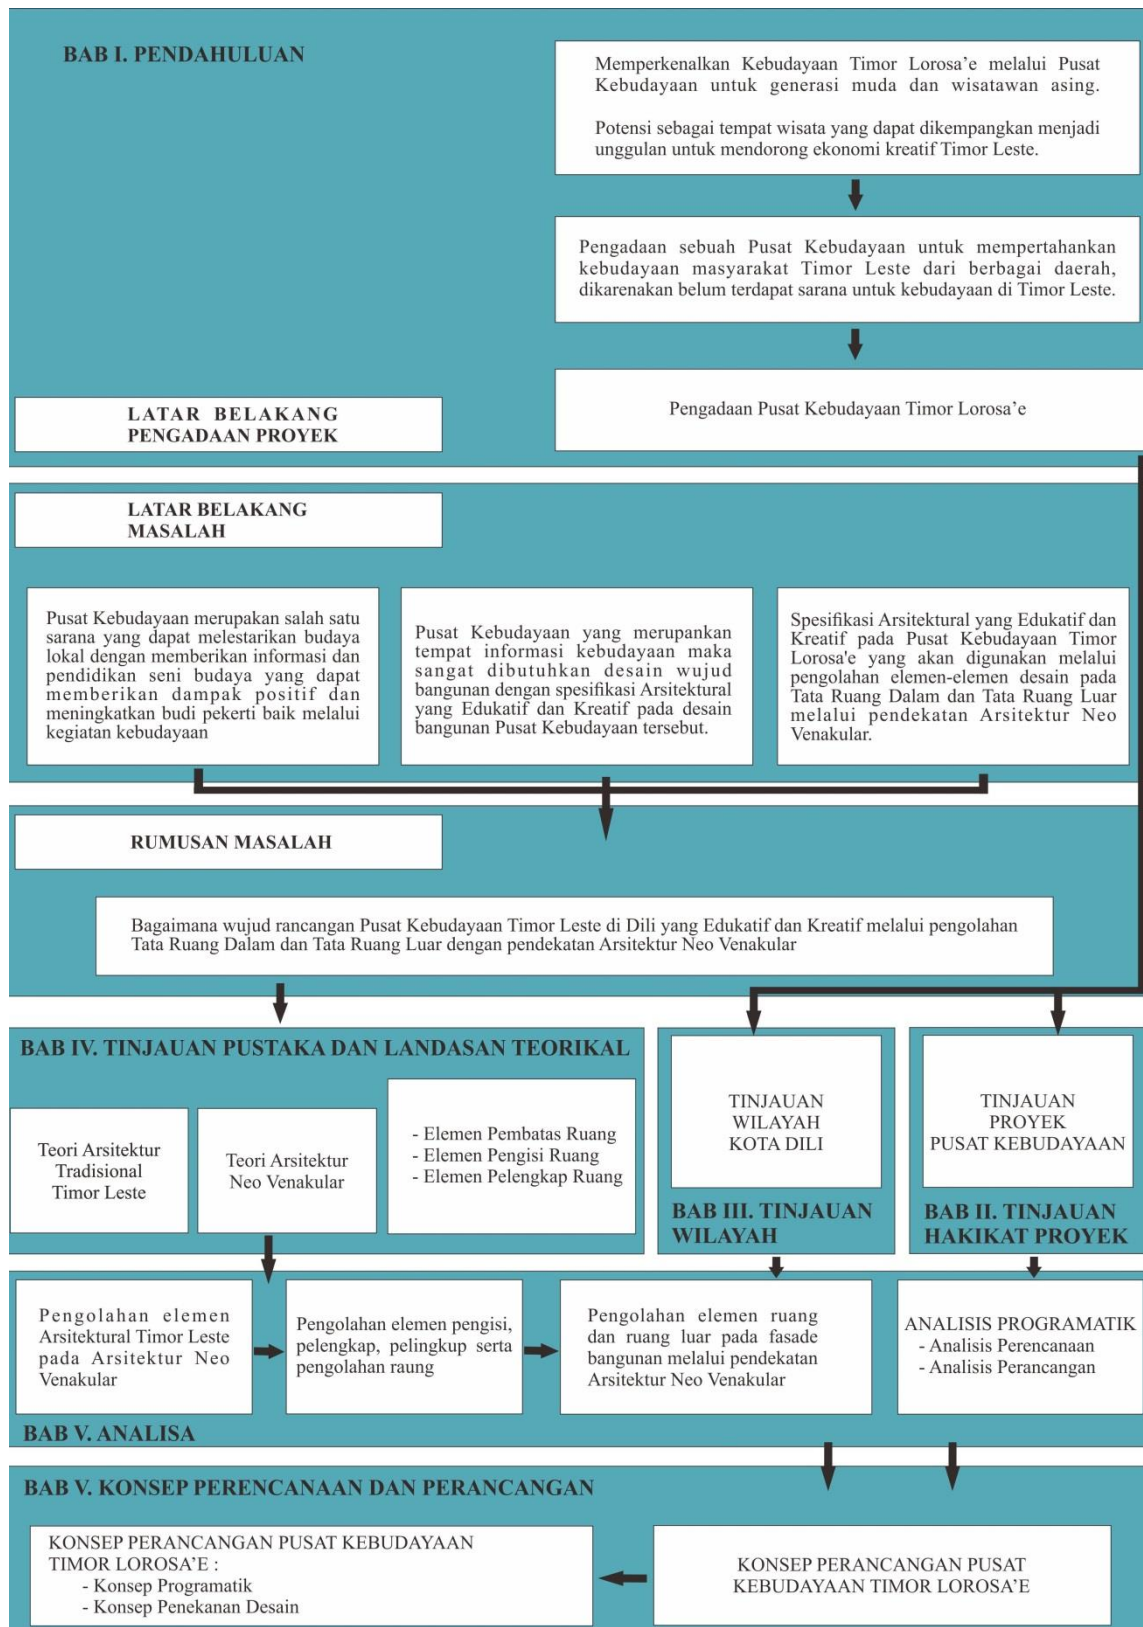 BAB I. PENDAHULUAN
Memperkenalkan Kebudayaan Timor Lorosa'e melalui Pusat
Kebudayaan untuk generasi muda dan wisatawan asing.
Potensi sebagai tempat wisata yang dapat dikempangkan menjadi
unggulan untuk mendorong ekonomi kreatif Timor Leste.
Pengadaan sebuah Pusat Kebudayaan untuk mempertahankan
kebudayaan masyarakat Timor Leste dari berbagai daerah,
dikarenakan belum terdapat sarana untuk kebudayaan di Timor Leste.
Pengadaan Pusat Kebudayaan Timor Lorosa'e
LATAR BELAKANG
PENGADAAN PROYEK
LATAR BELAKANG
MASALAH
Pusat Kebudayaan merupakan salah satu
sarana yang dapat melestarikan budaya
lokal dengan memberikan informasi dan
pendidikan seni budaya yang dapat
memberikan dampak positif dan
meningkatkan budi pekerti baik melalui
kegiatan kebudayaan
Pusat Kebudayaan yang merupankan
tempat informasi kebudayaan maka
sangat dibutuhkan desain wujud
bangunan dengan spesifikasi Arsitektural
yang Edukatif dan Kreatif pada desain
bangunan Pusat Kebudayaan tersebut.
Spesifikasi Arsitektural yang Edukatif dan
Kreatif pada Pusat Kebudayaan Timor
Lorosa'e yang akan digunakan melalui
pengolahan elemen-elemen desain pada
Tata Ruang Dalam dan Tata Ruang Luar
melalui pendekatan Arsitektur Neo
Venakular.
RUMUSAN MASALAH
Bagaimana wujud rancangan Pusat Kebudayaan Timor Leste di Dili yang Edukatif dan Kreatif melalui pengolahan
Tata Ruang Dalam dan Tata Ruang Luar dengan pendekatan Arsitektur Neo Venakular
BAB IV. TINJAUAN PUSTAKA DAN LANDASAN TEORIKAL
Teori Arsitektur
Tradisional
Timor Leste
Teori Arsitektur
Neo Venakular
- Elemen Pembatas Ruang
- Elemen Pengisi Ruang
- Elemen Pelengkap Ruang
TINJAUAN
WILAYAH
KOTA DILI
BAB III. TINJAUAN
WILAYAH
TINJAUAN
PROYEK
PUSAT KEBUDAYAAN
BAB II. TINJAUAN
HAKIKAT PROYEK
Pengolahan elemen
Arsitektural Timor Leste
pada Arsitektur Neo
Venakular
Pengolahan elemen pengisi,
pelengkap, pelingkup serta
pengolahan raung
Pengolahan elemen ruang
dan ruang luar pada fasade
bangunan melalui pendekatan
Arsitektur Neo Venakular
ANALISIS PROGRAMATIK
- Analisis Perencanaan
- Analisis Perancangan
BAB V. ANALISA
BAB V. KONSEP PERENCANAAN DAN PERANCANGAN
KONSEP PERANCANGAN PUSAT KEBUDAYAAN
TIMOR LOROSA'E :
- Konsep Programatik
- Konsep Penekanan Desain
KONSEP PERANCANGAN PUSAT
KEBUDAYAAN TIMOR LOROSA'E